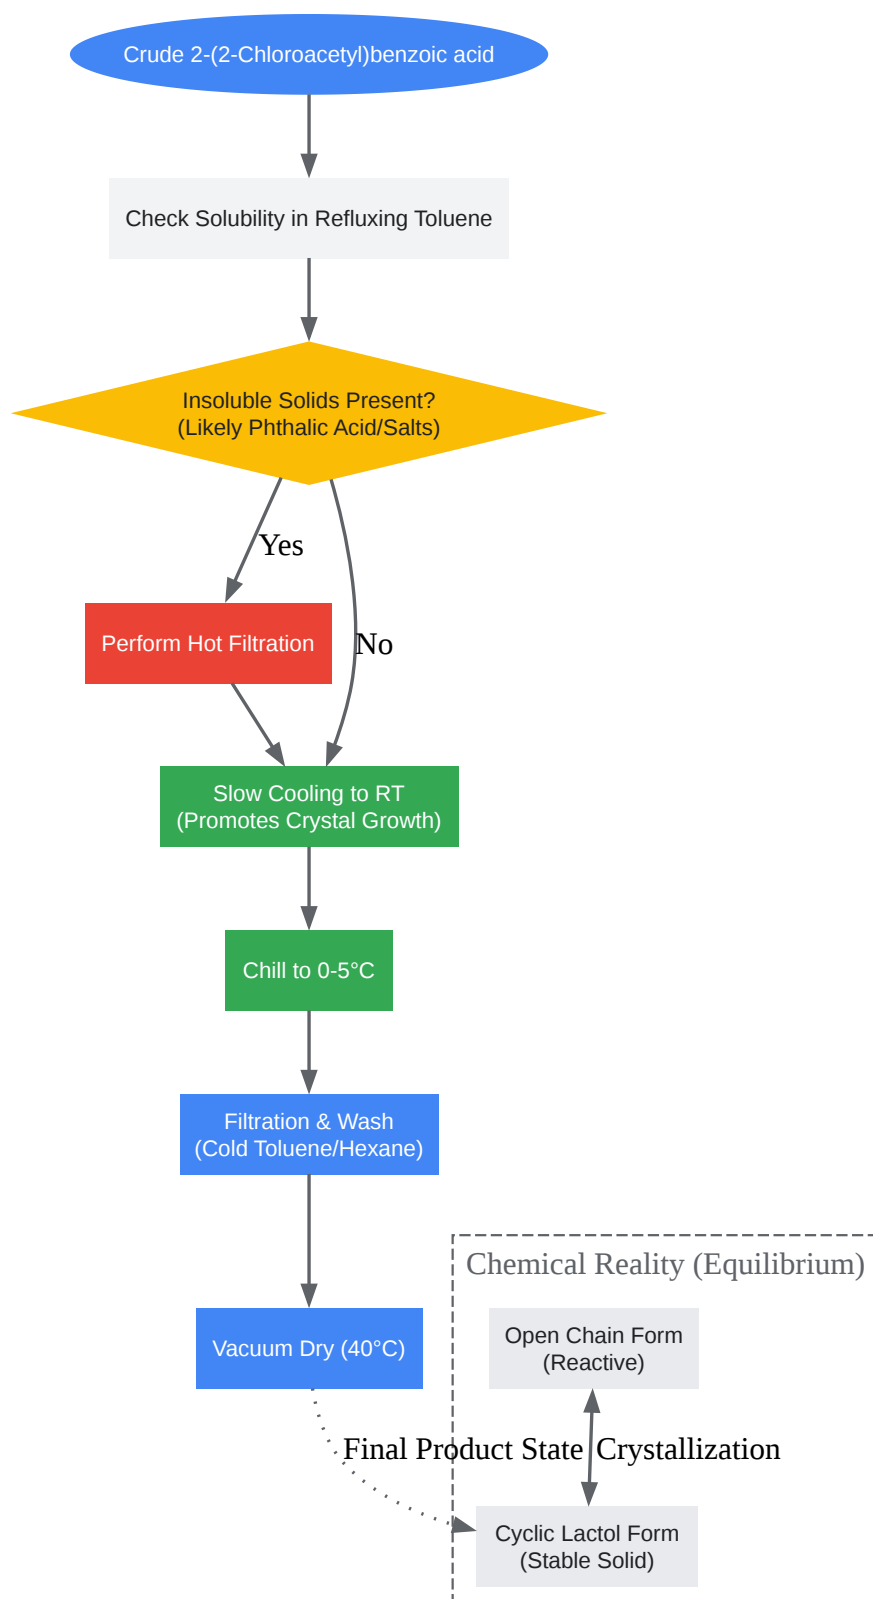 Crude 2-(2-Chloroacetyl)benzoic acid
Check Solubility in Refluxing Toluene
Insoluble Solids Present?
(Likely Phthalic Acid/Salts)
Yes
Perform Hot Filtration
No
Slow Cooling to RT
(Promotes Crystal Growth)
Chill to 0-5°C
Filtration & Wash
(Cold Toluene/Hexane)
Chemical Reality (Equilibrium)
Vacuum Dry (40°C)
Open Chain Form
(Reactive)
Final Product State
Crystallization
Cyclic Lactol Form
(Stable Solid)